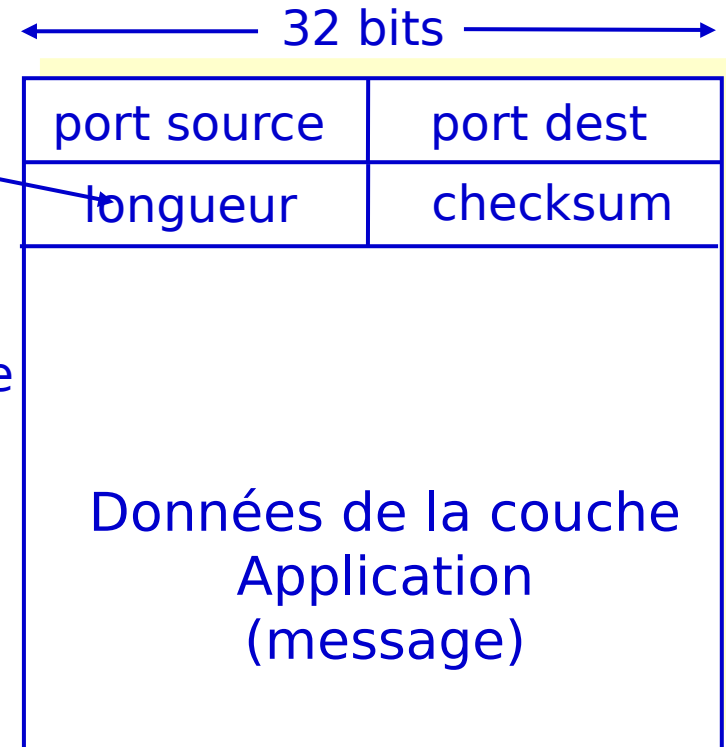 32 bits
port source port dest
longueur checksum
e
Données de la couche
Application
(message)